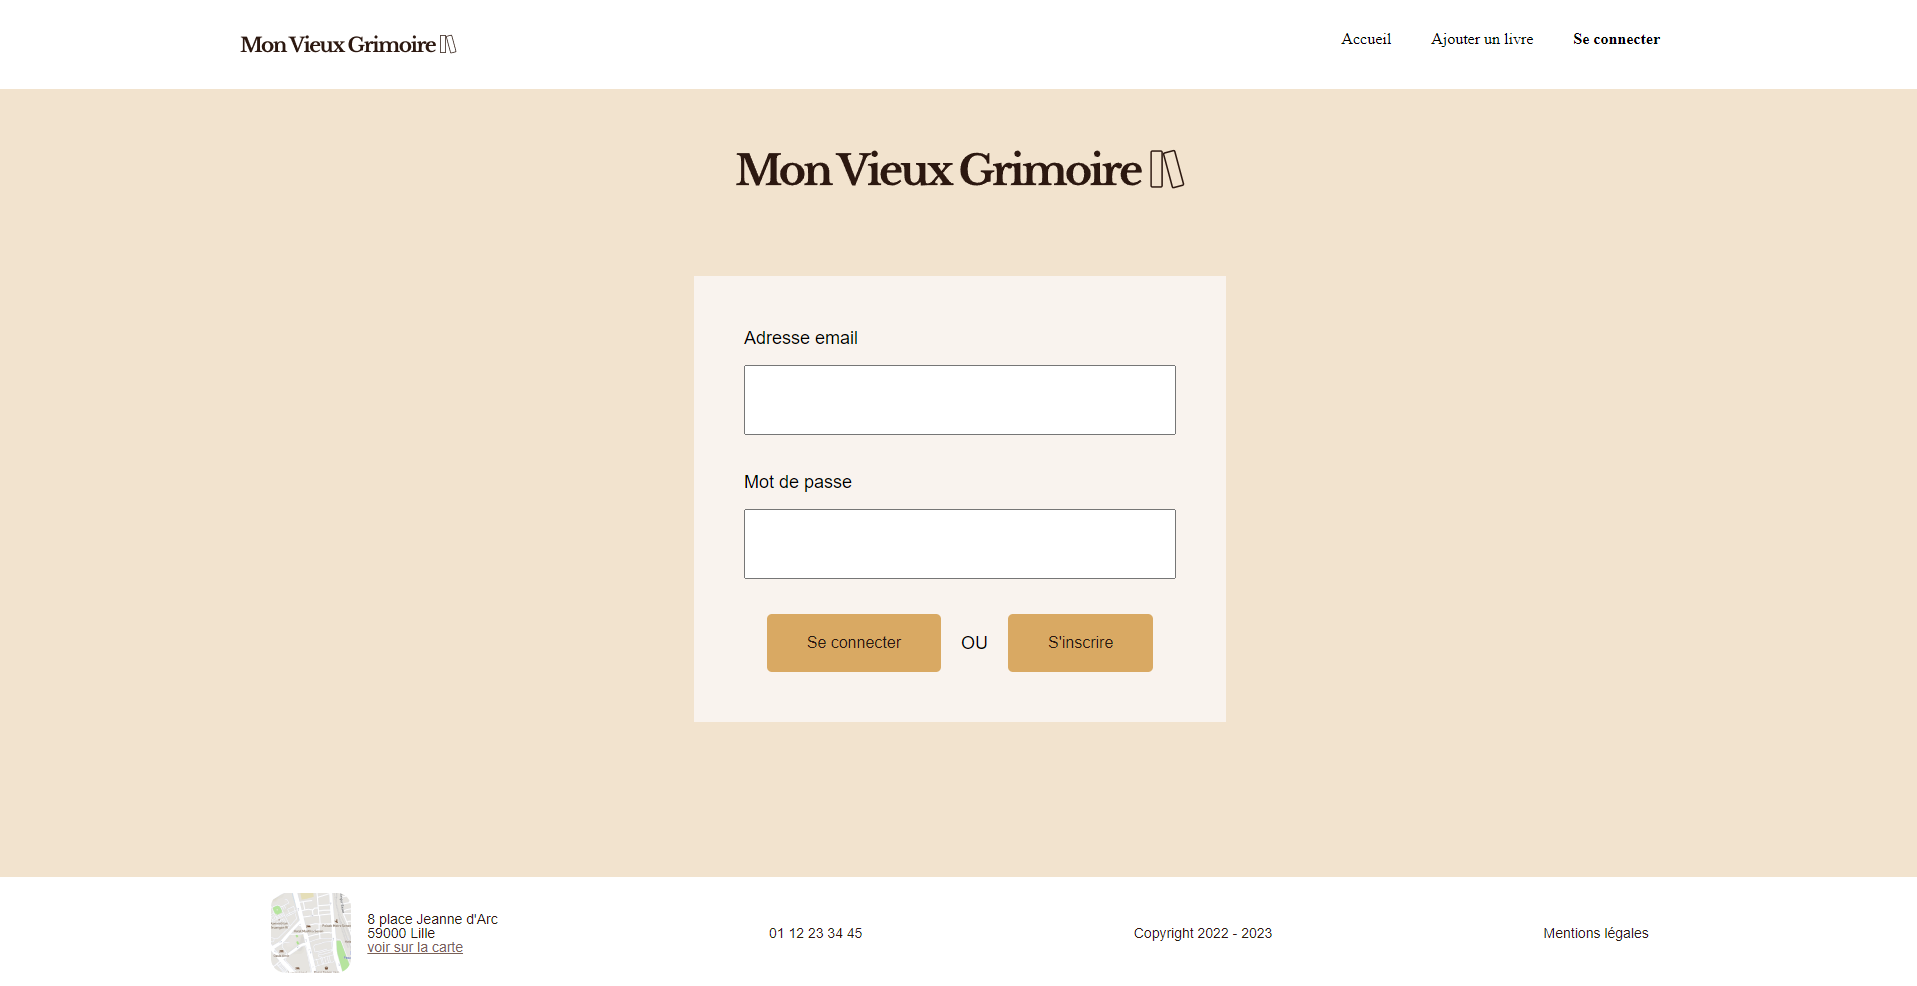 Mon Vieux Grimoire
Accueil
Ajouter un livre
Se connecter
Mon Vieux Grimoire
Adresse email
Mot de passe
Se connecter
OU
S'inscrire
8 place Jeanne d'Arc
59000 Lille
voir sur la carte
01 12 23 34 45
Copyright 2022 - 2023
Mentions légales